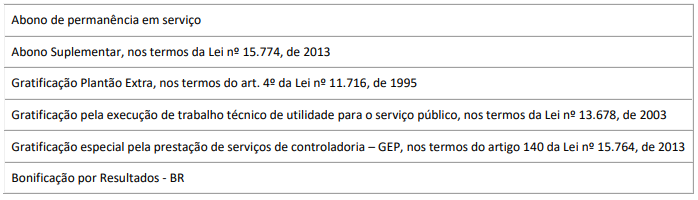 Abono de permanência em serviço
Abono Suplementar, nos termos da Lei nº 15.774, de 2013
Gratificação Plantão Extra, nos termos do art. 4º da Lei nº 11.716, de 1995
Gratificação pela execução de trabalho técnico de utilidade para o serviço público, nos termos da Lei nº 13.678, de 2003
Gratificação especial pela prestação de serviços de controladoria – GEP, nos termos do artigo 140 da Lei nº 15.764, de 2013
Bonificação por Resultados - BR